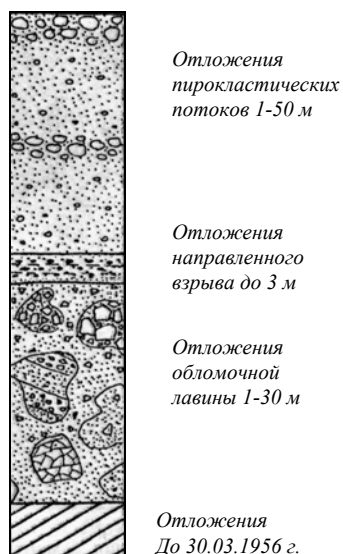 Отложения
пирокластических
потоков 1-50 м
Отложения
направленного
взрыва до 3 м
Отложения
обломочной
лавины 1-30 м
Отложения
До 30.03.1956 г.